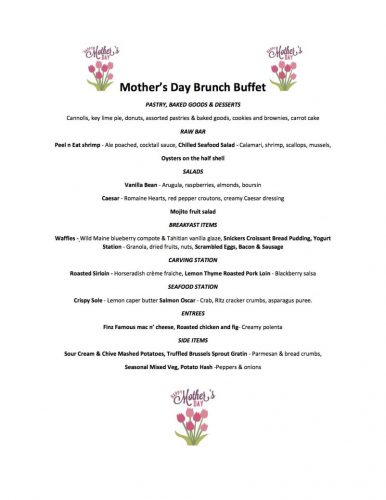 HAPPY Mother's DAY
HAPPY Mother's DAY
Mother's Day Brunch Buffet
PASTRY, BAKED GOODS & DESSERTS
Cannolis, key lime pie, donuts, assorted pastries & baked goods, cookies and brownies, carrot cake
RAW BAR
Peel n Eat shrimp - Ale poached, cocktail sauce, Chilled Seafood Salad - Calamari, shrimp, scallops, mussels,
Oysters on the half shell
SALADS
Vanilla Bean - Arugula, raspberries, almonds, boursin
Caesar - Romaine Hearts, red pepper croutons, creamy Caesar dressing
Mojito fruit salad
BREAKFAST ITEMS
Waffles - Wild Maine blueberry compote & Tahitian vanilla glaze, Snickers Croissant Bread Pudding, Yogurt
Station - Granola, dried fruits, nuts, Scrambled Eggs, Bacon & Sausage
CARVING STATION
Roasted Sirloin - Horseradish crème fraiche, Lemon Thyme Roasted Pork Loin - Blackberry salsa
SEAFOOD STATION
Crispy Sole - Lemon caper butter Salmon Oscar - Crab, Ritz cracker crumbs, asparagus puree.
ENTREES
Finz Famous mac n' cheese, Roasted chicken and fig- Creamy polenta
SIDE ITEMS
Sour Cream & Chive Mashed Potatoes, Truffled Brussels Sprout Gratin - Parmesan & bread crumbs,
Seasonal Mixed Veg, Potato Hash -Peppers & onions
HAPPY Mother's DAY